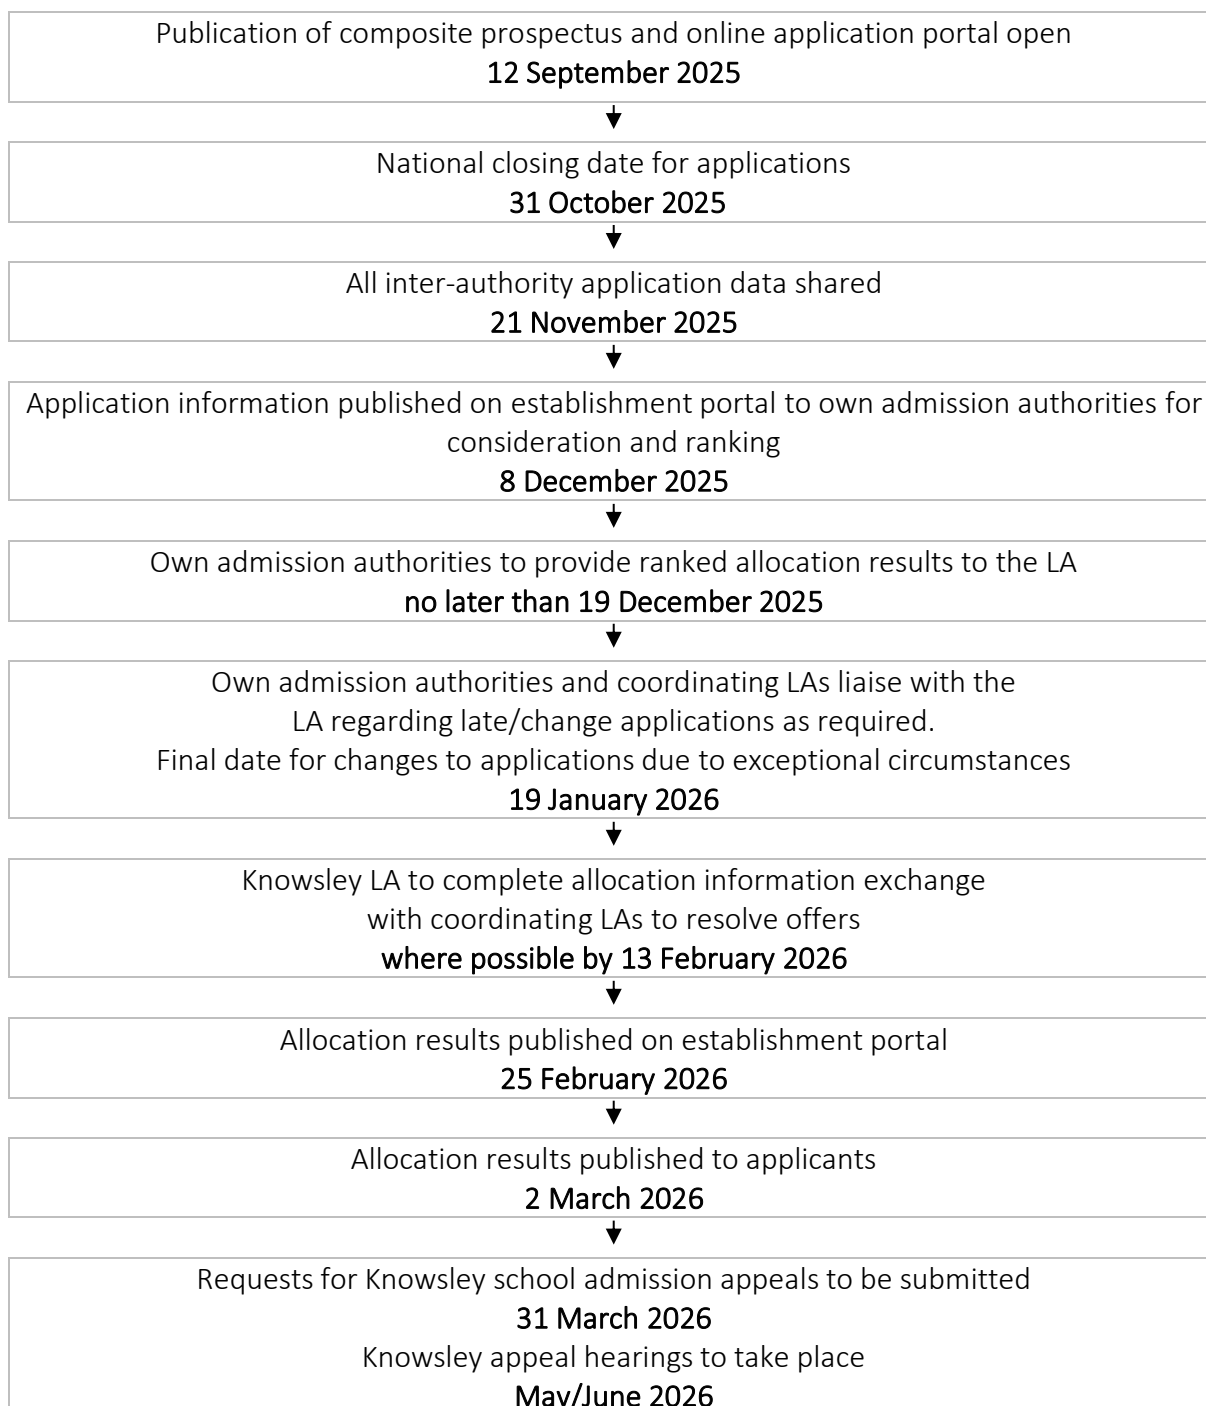 Publication of composite prospectus and online application portal open
12 September 2025
National closing date for applications
31 October 2025
All inter-authority application data shared
21 November 2025
Application information published on establishment portal to own admission authorities for
consideration and ranking
8 December 2025
Own admission authorities to provide ranked allocation results to the LA
no later than 19 December 2025
Own admission authorities and coordinating LAs liaise with the
LA regarding late/change applications as required.
Final date for changes to applications due to exceptional circumstances
19 January 2026
Knowsley LA to complete allocation information exchange
with coordinating LAs to resolve offers
where possible by 13 February 2026
Allocation results published on establishment portal
25 February 2026
Allocation results published to applicants
2 March 2026
Requests for Knowsley school admission appeals to be submitted
31 March 2026
Knowsley appeal hearings to take place
May/June 2026